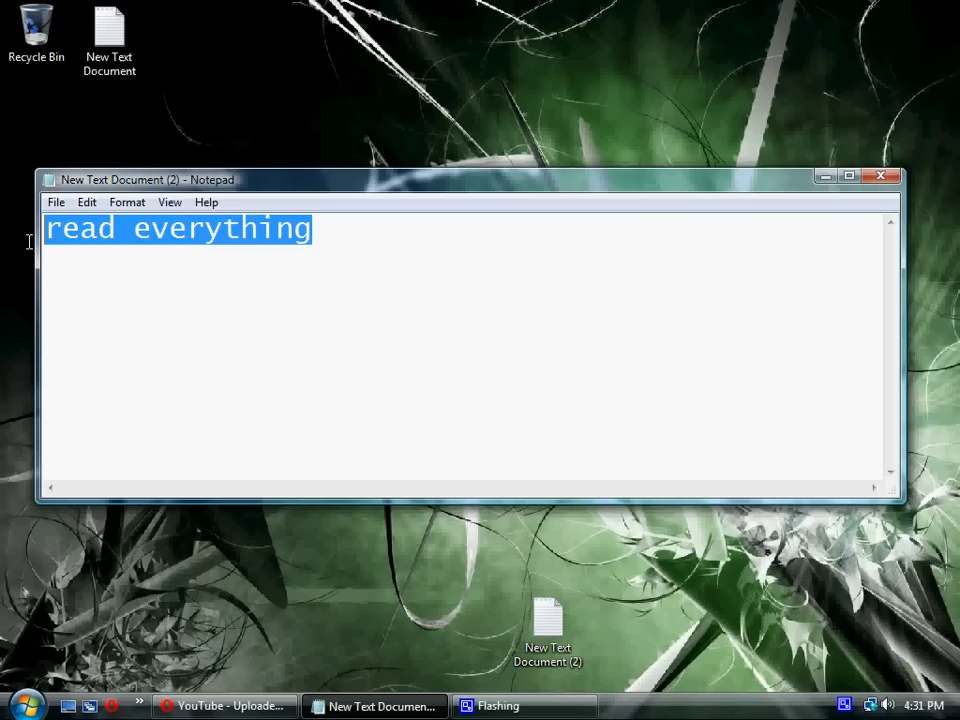 Recycle Bin
New Text
Document
New Text Document (2) - Notepad
File Edit Format View Help
read everything
New Text
Document (2)
YouTube - Uploade...
New Text Documen...
Flashing
4:31 PM